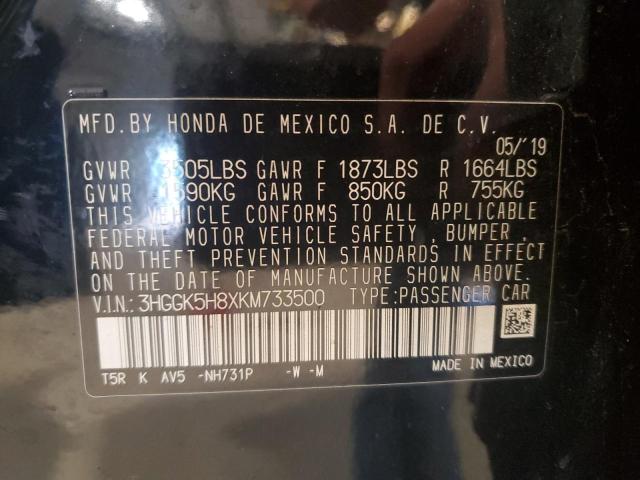 MFD.BY HONDA DE MEXICO S.A. DE C.V.
05/'19
GVWR 3505LBS GAWR F 1873LBS R 1664LBS
GVWR 1590KG GAWR F 850KG R 755KG
THIS VEHICLE CONFORMS TO ALL APPLICABLE
FEDERAL MOTOR VEHICLE SAFETY , BUMPER ,
AND THEFT PREVENTION STANDARDS IN EFFECT
ON THE DATE OF MANUFACTURE SHOWN ABOVE.
V.I.N.: 3HGGK5H8XKM733500 TYPE:PASSENGER CAR
T5R K AV5 -NH731P -W -M MADE IN MEXICO